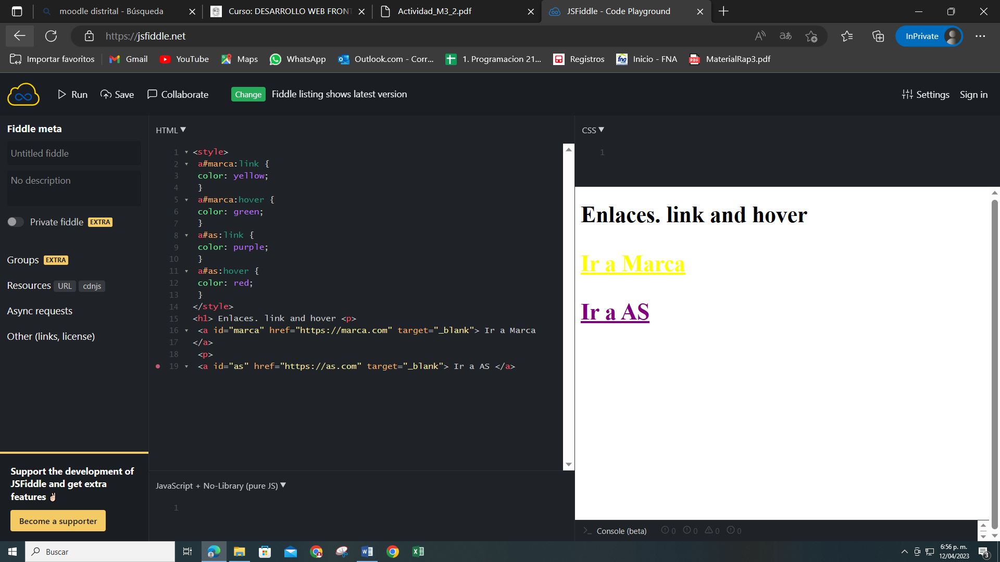 moodle distrital - Búsqueda
Curso: DESARROLLO WEB FRONT
Actividad_M3_2.pdf
JSFiddle - Code Playground
https://jsfiddle.net
InPrivate
Importar favoritos
Gmail
YouTube
Maps
WhatsApp
Outlook.com - Corr...
1. Programacion 21...
Registros
Inicio - FNA
MaterialRap3.pdf
Run
Save
Collaborate
Change
Fiddle listing shows latest version
Settings
Sign in
Fiddle meta
Untitled fiddle
No description
Private fiddle EXTRA
Groups EXTRA
Resources URL cdnjs
Async requests
Other (links, license)
Support the development of
JSFiddle and get extra
features
Become a supporter
HTML
1 <style>
2 a#marca:link {
3 color: yellow;
4 }
5 a#marca:hover {
6 color: green;
7 }
8 a#as:link {
9 color: purple;
10 }
11 a#as:hover {
12 color: red;
13 }
14 </style>
15 <h1> Enlaces. link and hover <p>
16 <a id="marca" href="https://marca.com" target="_blank"> Ir a Marca
17 </a>
18 <p>
19 <a id="as" href="https://as.com" target="_blank"> Ir a AS </a>
JavaScript + No-Library (pure JS)
1
CSS
1
Enlaces. link and hover
Ir a Marca
Ir a AS
Console (beta)
0 0 0 0
Buscar
6:56 p. m.
12/04/2023
3